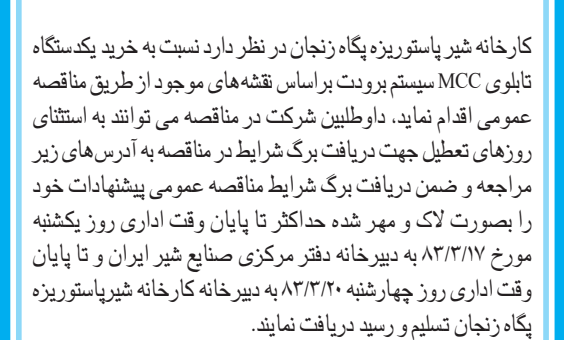 کارخانه شیر پاستوریزه پگاه زنجان در نظر دارد نسبت به خرید یکدستگاه
تابلوی MCC سیستم برودت براساس نقشه‌های موجود از طریق مناقصه
عمومی اقدام نماید، داوطلبین شرکت در مناقصه می توانند به استثنای
روزهای تعطیل جهت دریافت برگ شرایط در مناقصه به آدرس‌های زیر
مراجعه و ضمن دریافت برگ شرایط مناقصه عمومی پیشنهادات خود
را بصورت لاک و مهر شده حداکثر تا پایان وقت اداری روز یکشنبه
مورخ ۸۳/۳/۱۷ به دبیرخانه دفتر مرکزی صنایع شیر ایران و تا پایان
وقت اداری روز چهارشنبه ۸۳/۳/۲۰ به دبیرخانه کارخانه شیرپاستوریزه
پگاه زنجان تسلیم و رسید دریافت نمایند.